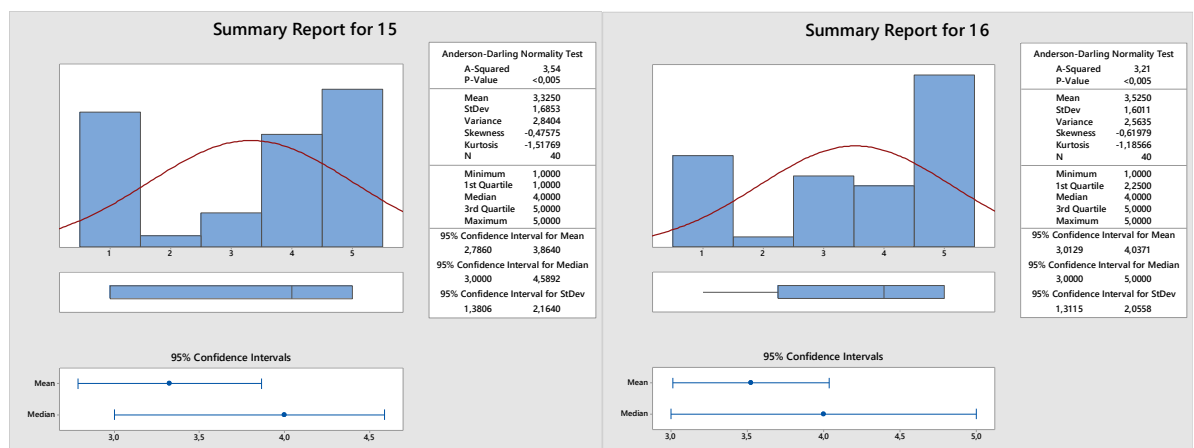 Summary Report for 15
Anderson-Darling Normality Test
A-Squared 3,54
P-Value <0,005
Mean 3,3250
StDev 1,6853
Variance 2,8404
Skewness -0,47575
Kurtosis -1,51769
N 40
Minimum 1,0000
1st Quartile 1,0000
Median 4,0000
3rd Quartile 5,0000
Maximum 5,0000
95% Confidence Interval for Mean
2,7860 3,8640
95% Confidence Interval for Median
3,0000 4,5892
95% Confidence Interval for StDev
1,3806 2,1640
1 2 3 4 5
95% Confidence Intervals
Mean
Median
3,0 3,5 4,0 4,5
Summary Report for 16
Anderson-Darling Normality Test
A-Squared 3,21
P-Value <0,005
Mean 3,5250
StDev 1,6011
Variance 2,5635
Skewness -0,61979
Kurtosis -1,18566
N 40
Minimum 1,0000
1st Quartile 2,2500
Median 4,0000
3rd Quartile 5,0000
Maximum 5,0000
95% Confidence Interval for Mean
3,0129 4,0371
95% Confidence Interval for Median
3,0000 5,0000
95% Confidence Interval for StDev
1,3115 2,0558
1 2 3 4 5
95% Confidence Intervals
Mean
Median
3,0 3,5 4,0 4,5 5,0